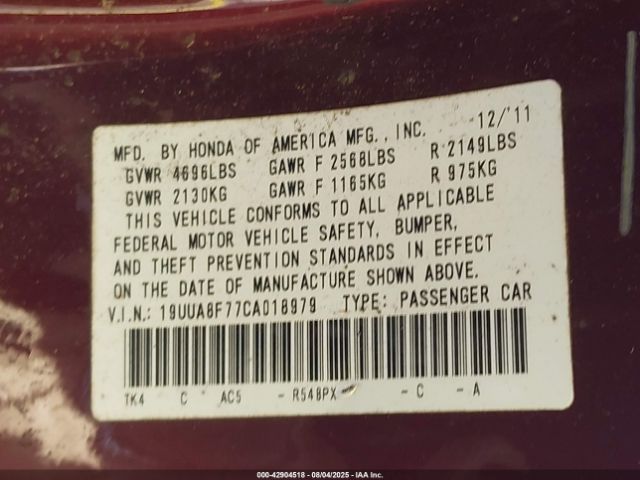 MFD. BY HONDA OF AMERICA MFG., INC. 12/'11
GVWR 4696LBS GAWR F 2568LBS R 2149LBS
GVWR 2130KG GAWR F 1165KG R 975KG
THIS VEHICLE CONFORMS TO ALL APPLICABLE
FEDERAL MOTOR VEHICLE SAFETY, BUMPER,
AND THEFT PREVENTION STANDARDS IN EFFECT
ON THE DATE OF MANUFACTURE SHOWN ABOVE.
V.I.N.: 19UUA8F77CA018979 TYPE: PASSENGER CAR
TK4 C AC5 - R548PX - - C - A
000-42904518 - 08/04/2025 - IAA Inc.